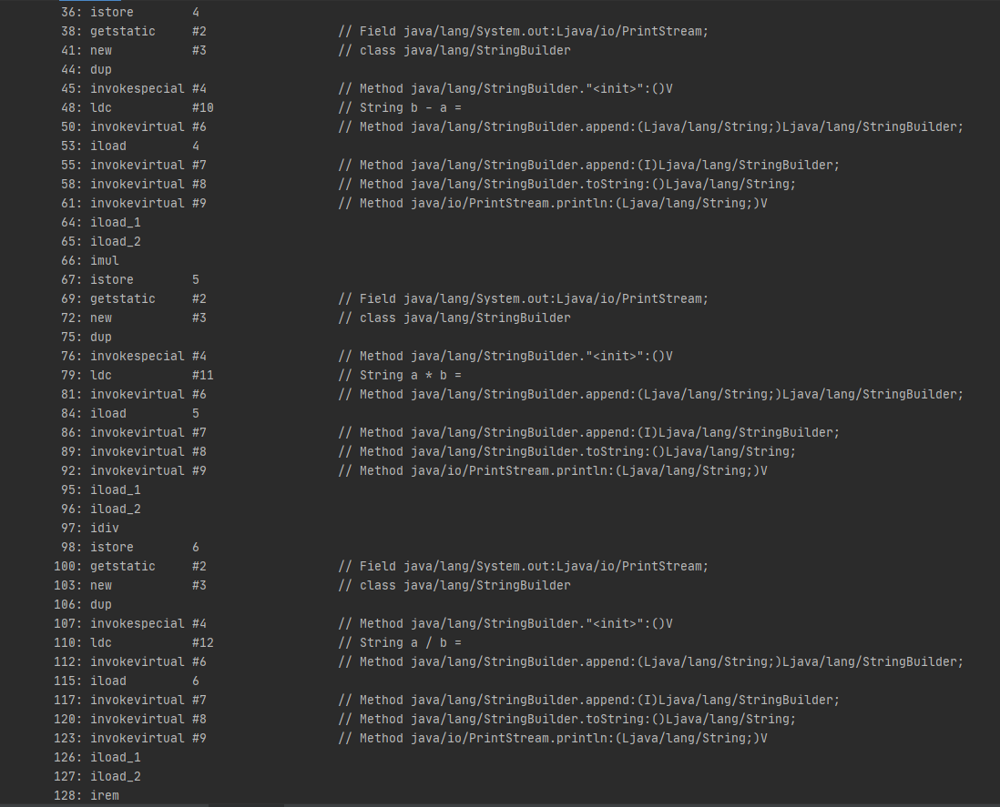 36: istore        4
38: getstatic     #2                  // Field java/lang/System.out:Ljava/io/PrintStream;
41: new           #3                  // class java/lang/StringBuilder
44: dup
45: invokespecial #4                  // Method java/lang/StringBuilder."<init>":()V
48: ldc           #10                 // String b - a =
50: invokevirtual #6                  // Method java/lang/StringBuilder.append:(Ljava/lang/String;)Ljava/lang/StringBuilder;
53: iload         4
55: invokevirtual #7                  // Method java/lang/StringBuilder.append:(I)Ljava/lang/StringBuilder;
58: invokevirtual #8                  // Method java/lang/StringBuilder.toString:()Ljava/lang/String;
61: invokevirtual #9                  // Method java/io/PrintStream.println:(Ljava/lang/String;)V
64: iload_1
65: iload_2
66: imul
67: istore        5
69: getstatic     #2                  // Field java/lang/System.out:Ljava/io/PrintStream;
72: new           #3                  // class java/lang/StringBuilder
75: dup
76: invokespecial #4                  // Method java/lang/StringBuilder."<init>":()V
79: ldc           #11                 // String a * b =
81: invokevirtual #6                  // Method java/lang/StringBuilder.append:(Ljava/lang/String;)Ljava/lang/StringBuilder;
84: iload         5
86: invokevirtual #7                  // Method java/lang/StringBuilder.append:(I)Ljava/lang/StringBuilder;
89: invokevirtual #8                  // Method java/lang/StringBuilder.toString:()Ljava/lang/String;
92: invokevirtual #9                  // Method java/io/PrintStream.println:(Ljava/lang/String;)V
95: iload_1
96: iload_2
97: idiv
98: istore        6
100: getstatic     #2                  // Field java/lang/System.out:Ljava/io/PrintStream;
103: new           #3                  // class java/lang/StringBuilder
106: dup
107: invokespecial #4                  // Method java/lang/StringBuilder."<init>":()V
110: ldc           #12                 // String a / b =
112: invokevirtual #6                  // Method java/lang/StringBuilder.append:(Ljava/lang/String;)Ljava/lang/StringBuilder;
115: iload         6
117: invokevirtual #7                  // Method java/lang/StringBuilder.append:(I)Ljava/lang/StringBuilder;
120: invokevirtual #8                  // Method java/lang/StringBuilder.toString:()Ljava/lang/String;
123: invokevirtual #9                  // Method java/io/PrintStream.println:(Ljava/lang/String;)V
126: iload_1
127: iload_2
128: irem